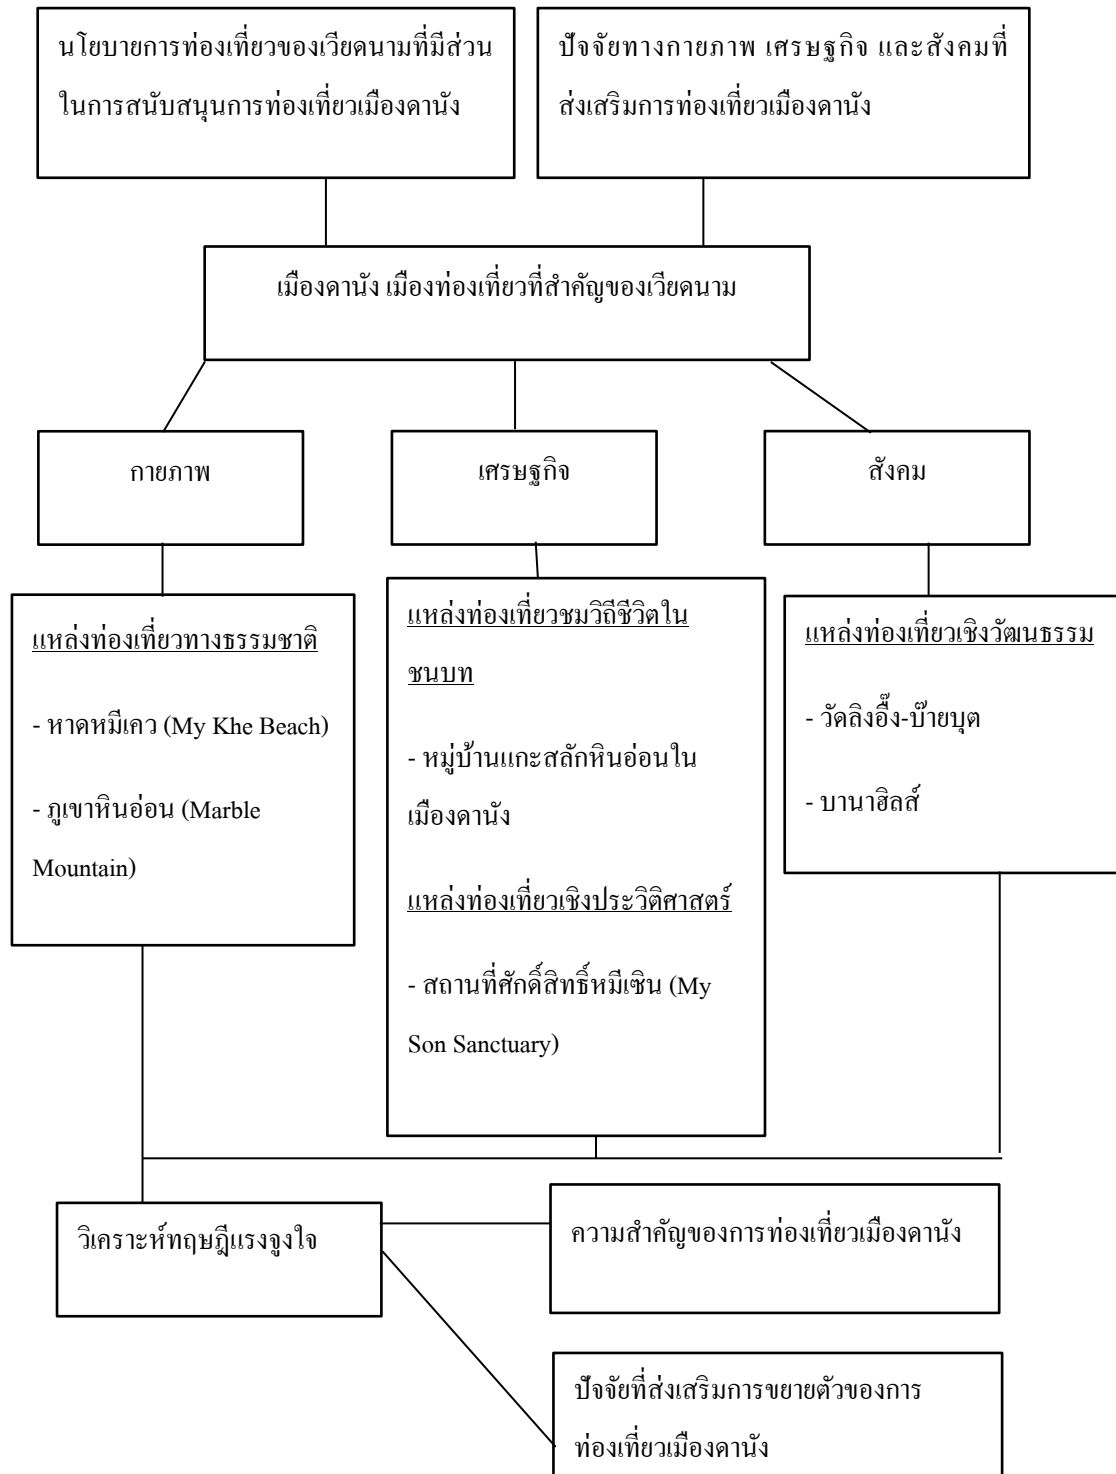 นโยบายการท่องเที่ยวของเวียดนามที่มีส่วน
ในการสนับสนุนการท่องเที่ยวเมืองดานัง
ปัจจัยทางกายภาพ เศรษฐกิจ และสังคมที่
ส่งเสริมการท่องเที่ยวเมืองดานัง
เมืองดานัง เมืองท่องเที่ยวที่สำคัญของเวียดนาม
กายภาพ
เศรษฐกิจ
สังคม
แหล่งท่องเที่ยวทางธรรมชาติ
- หาดหมีเคว (My Khe Beach)
- ภูเขาหินอ่อน (Marble
Mountain)
แหล่งท่องเที่ยวชมวิถีชีวิตใน
ชนบท
- หมู่บ้านแกะสลักหินอ่อนใน
เมืองดานัง
แหล่งท่องเที่ยวเชิงประวิติศาสตร์
- สถานที่ศักดิ์สิทธิ์หมีเซิน (My
Son Sanctuary)
แหล่งท่องเที่ยวเชิงวัฒนธรรม
- วัดลิงอื๊ง-บ๊ายบุต
- บานาฮิลส์
วิเคราะห์ทฤษฎีแรงจูงใจ
ความสำคัญของการท่องเที่ยวเมืองดานัง
ปัจจัยที่ส่งเสริมการขยายตัวของการ
ท่องเที่ยวเมืองดานัง